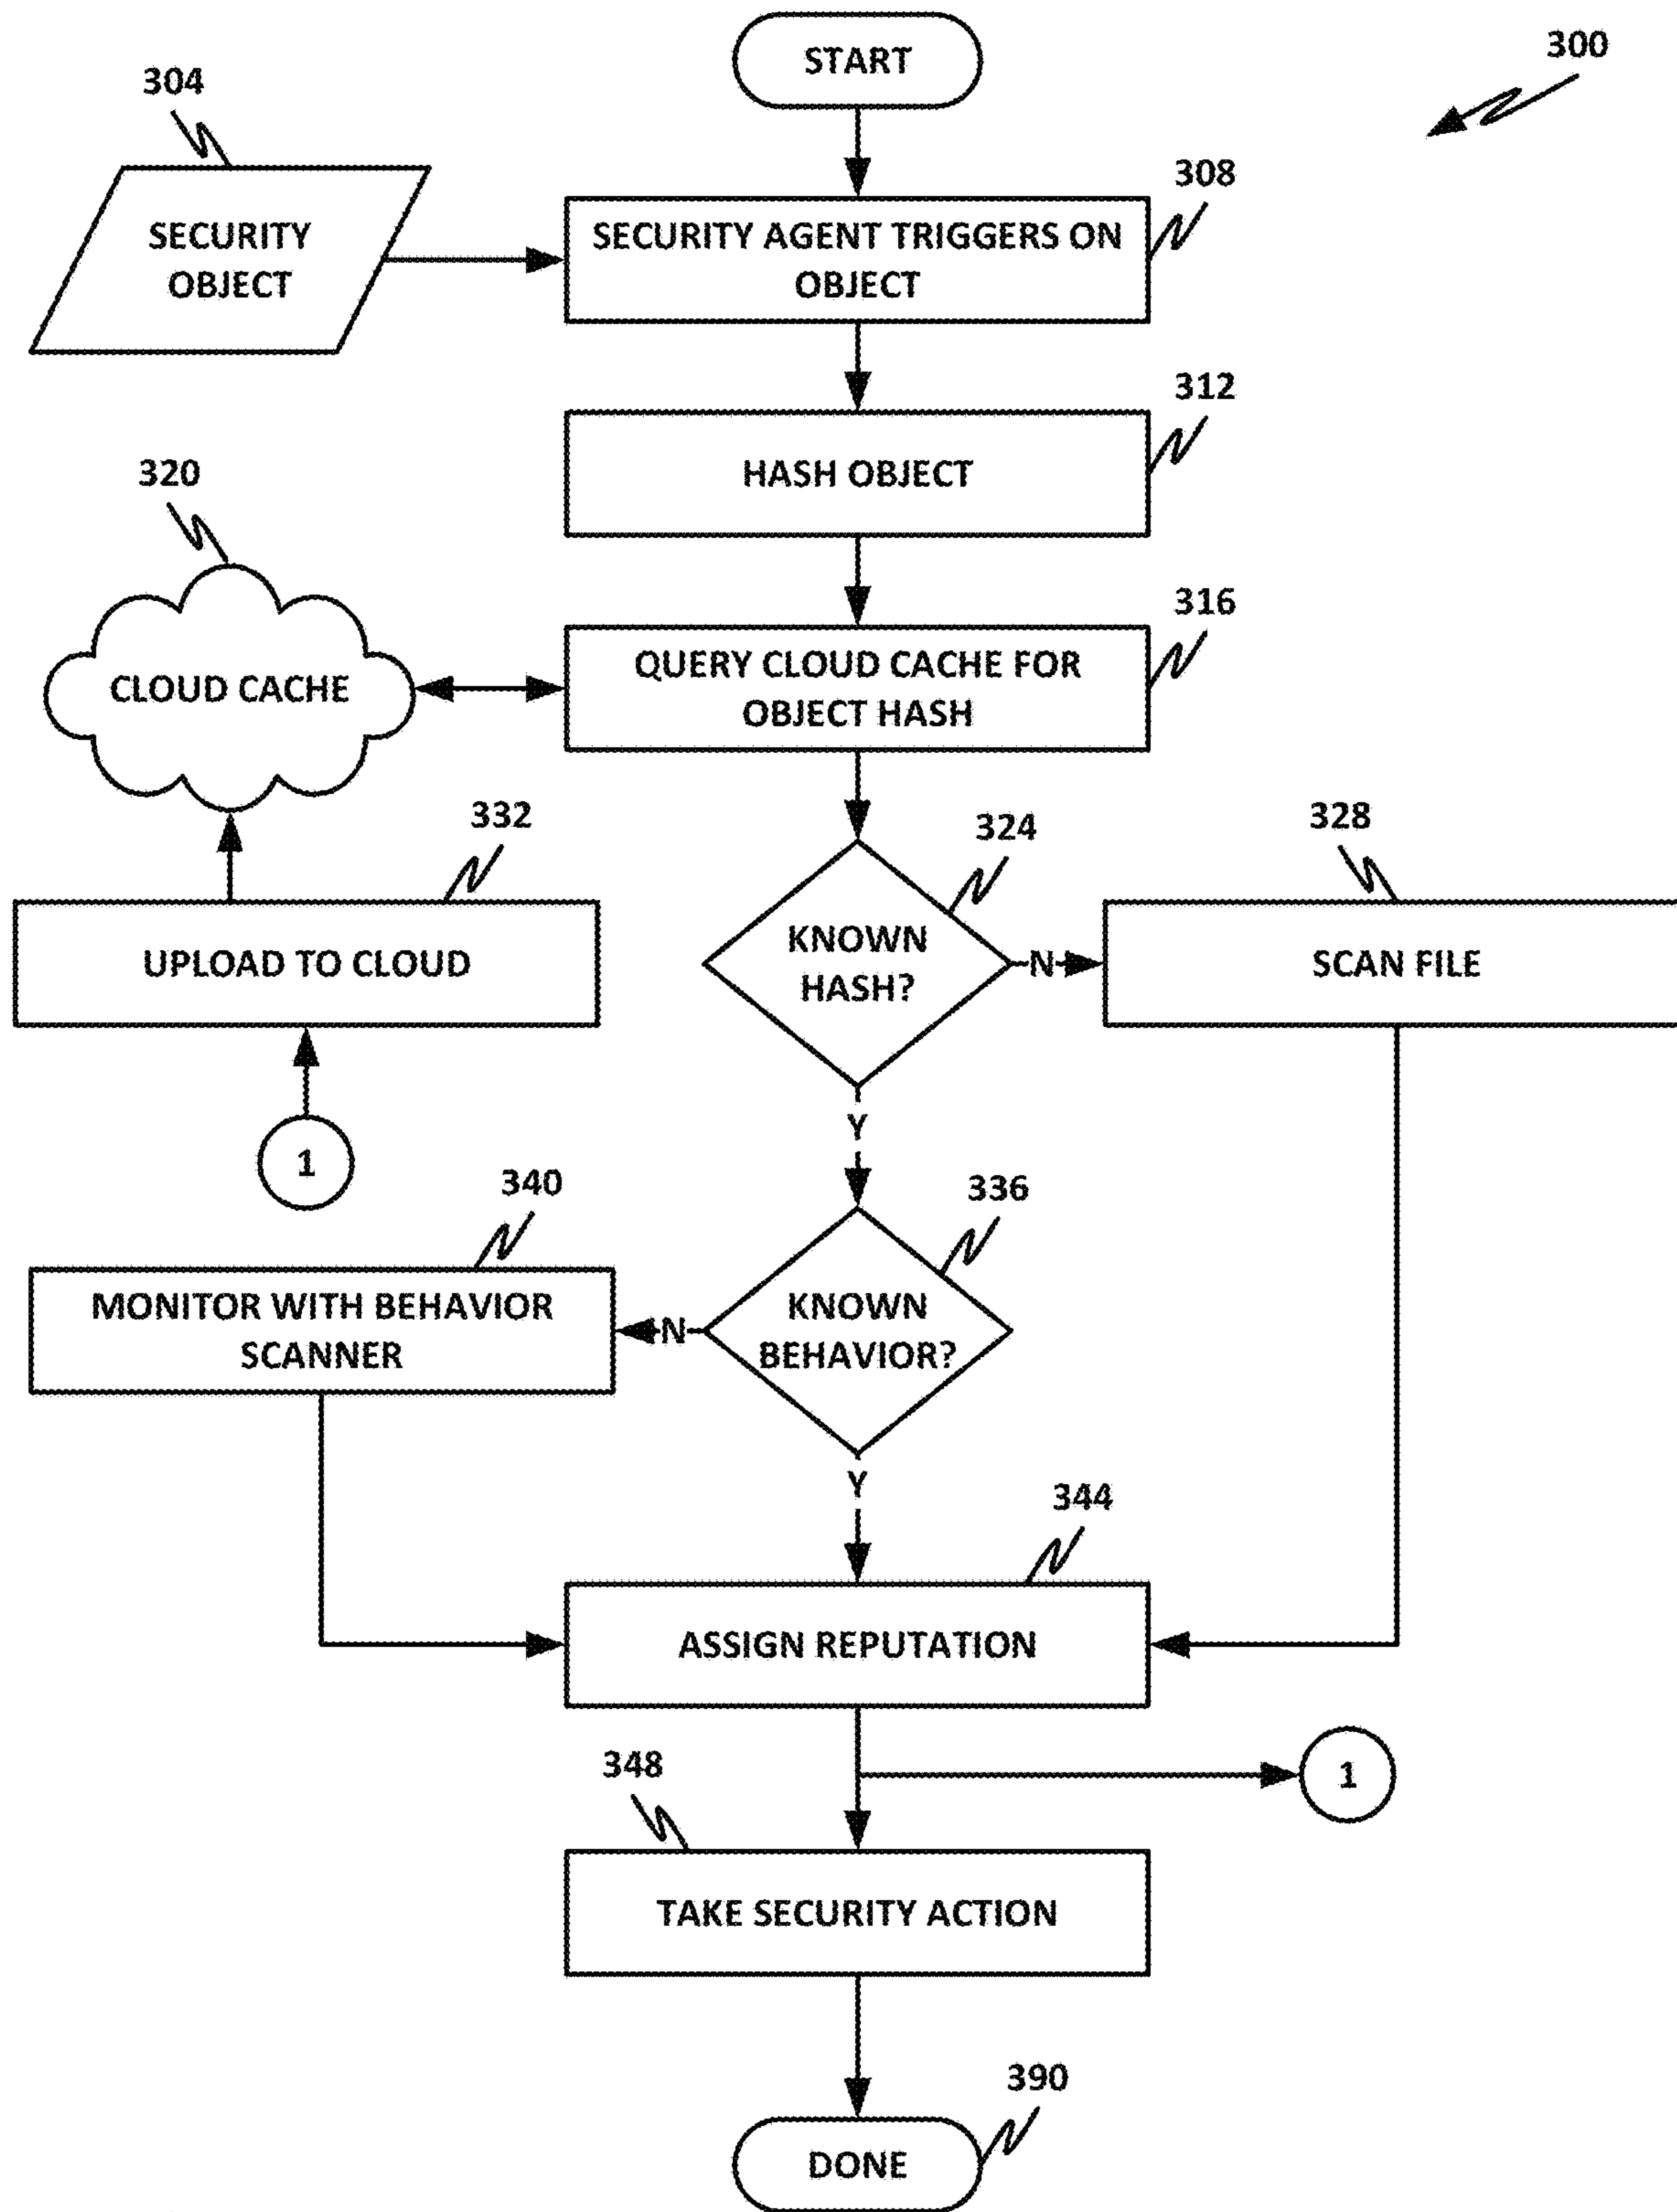 START
300
304
308
SECURITY
OBJECT
SECURITY AGENT TRIGGERS ON
OBJECT
312
HASH OBJECT
320
316
CLOUD CACHE
QUERY CLOUD CACHE FOR
OBJECT HASH
332
324
328
UPLOAD TO CLOUD
KNOWN
HASH?
N
SCAN FILE
Y
1
340
336
MONITOR WITH BEHAVIOR
SCANNER
N
KNOWN
BEHAVIOR?
Y
344
ASSIGN REPUTATION
348
1
TAKE SECURITY ACTION
390
DONE